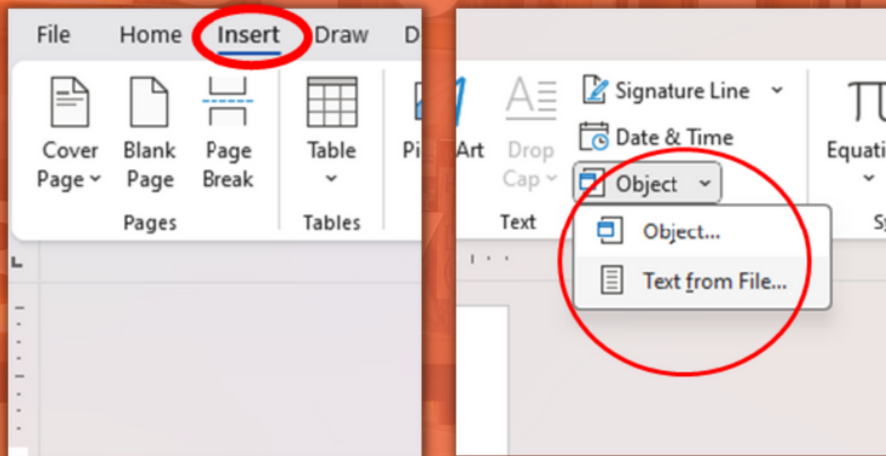 File Home Insert Draw D
Cover Page
Blank Page
Page Break
Table
Pi
Pages
Tables
Art
Drop Cap
Signature Line
Date & Time
Object
Equati
Text
Object...
Text from File...